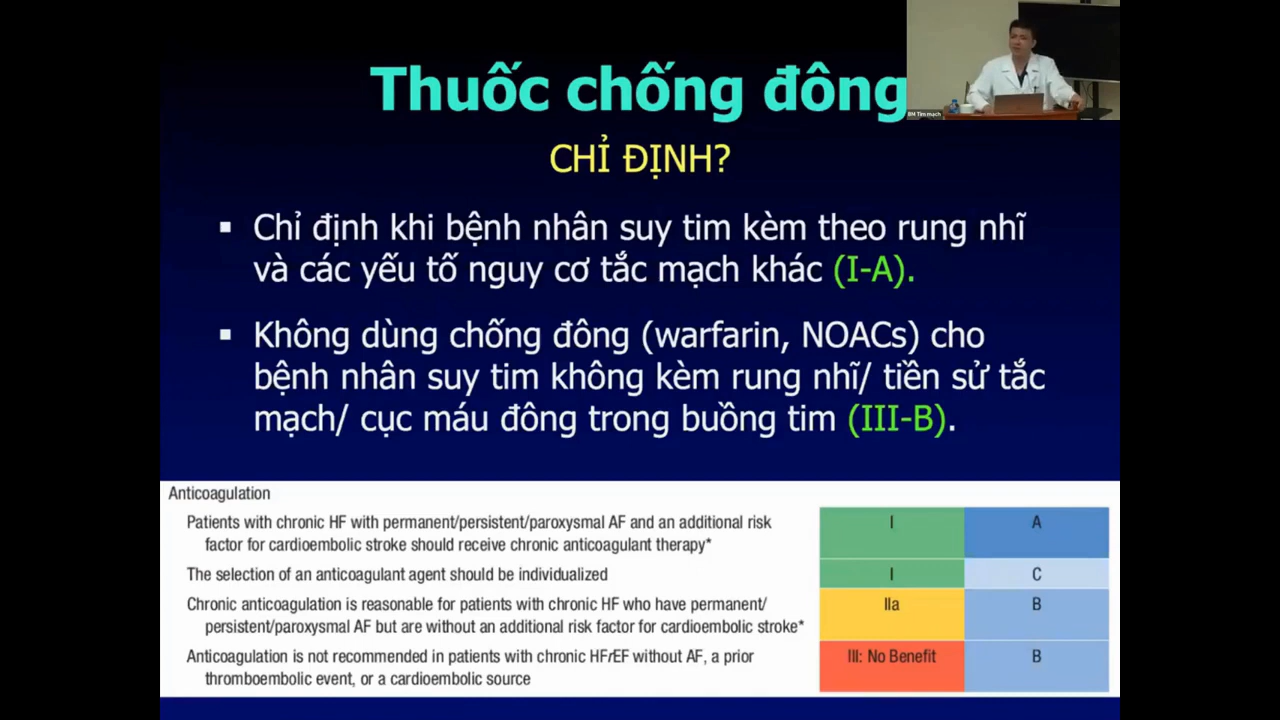 Thuốc chống đông
BM Tim mạch
CHỈ ĐỊNH?
▪ Chỉ định khi bệnh nhân suy tim kèm theo rung nhĩ
và các yếu tố nguy cơ tắc mạch khác (I-A).
▪ Không dùng chống đông (warfarin, NOACs) cho
bệnh nhân suy tim không kèm rung nhĩ/ tiền sử tắc
mạch/ cục máu đông trong buồng tim (III-B).
Anticoagulation
Patients with chronic HF with permanent/persistent/paroxysmal AF and an additional risk I A
factor for cardioembolic stroke should receive chronic anticoagulant therapy*
The selection of an anticoagulant agent should be individualized I C
Chronic anticoagulation is reasonable for patients with chronic HF who have permanent/ IIa B
persistent/paroxysmal AF but are without an additional risk factor for cardioembolic stroke*
Anticoagulation is not recommended in patients with chronic HFrEF without AF, a prior III: No Benefit B
thromboembolic event, or a cardioembolic source